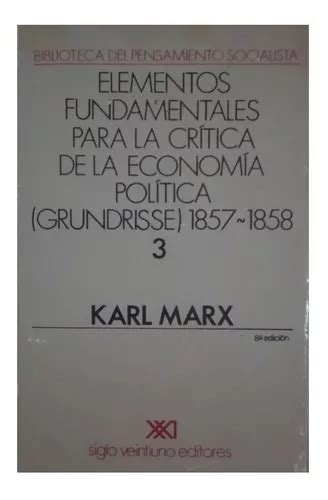 BIBLIOTECA DEL PENSAMIENTO SOCIALISTA
ELEMENTOS
FUNDAMENTALES
PARA LA CRÍTICA
DE LA ECONOMÍA
POLÍTICA
(GRUNDRISSE) 1857~1858
3
KARL MARX
8ª edición
XXI
siglo veintiuno editores